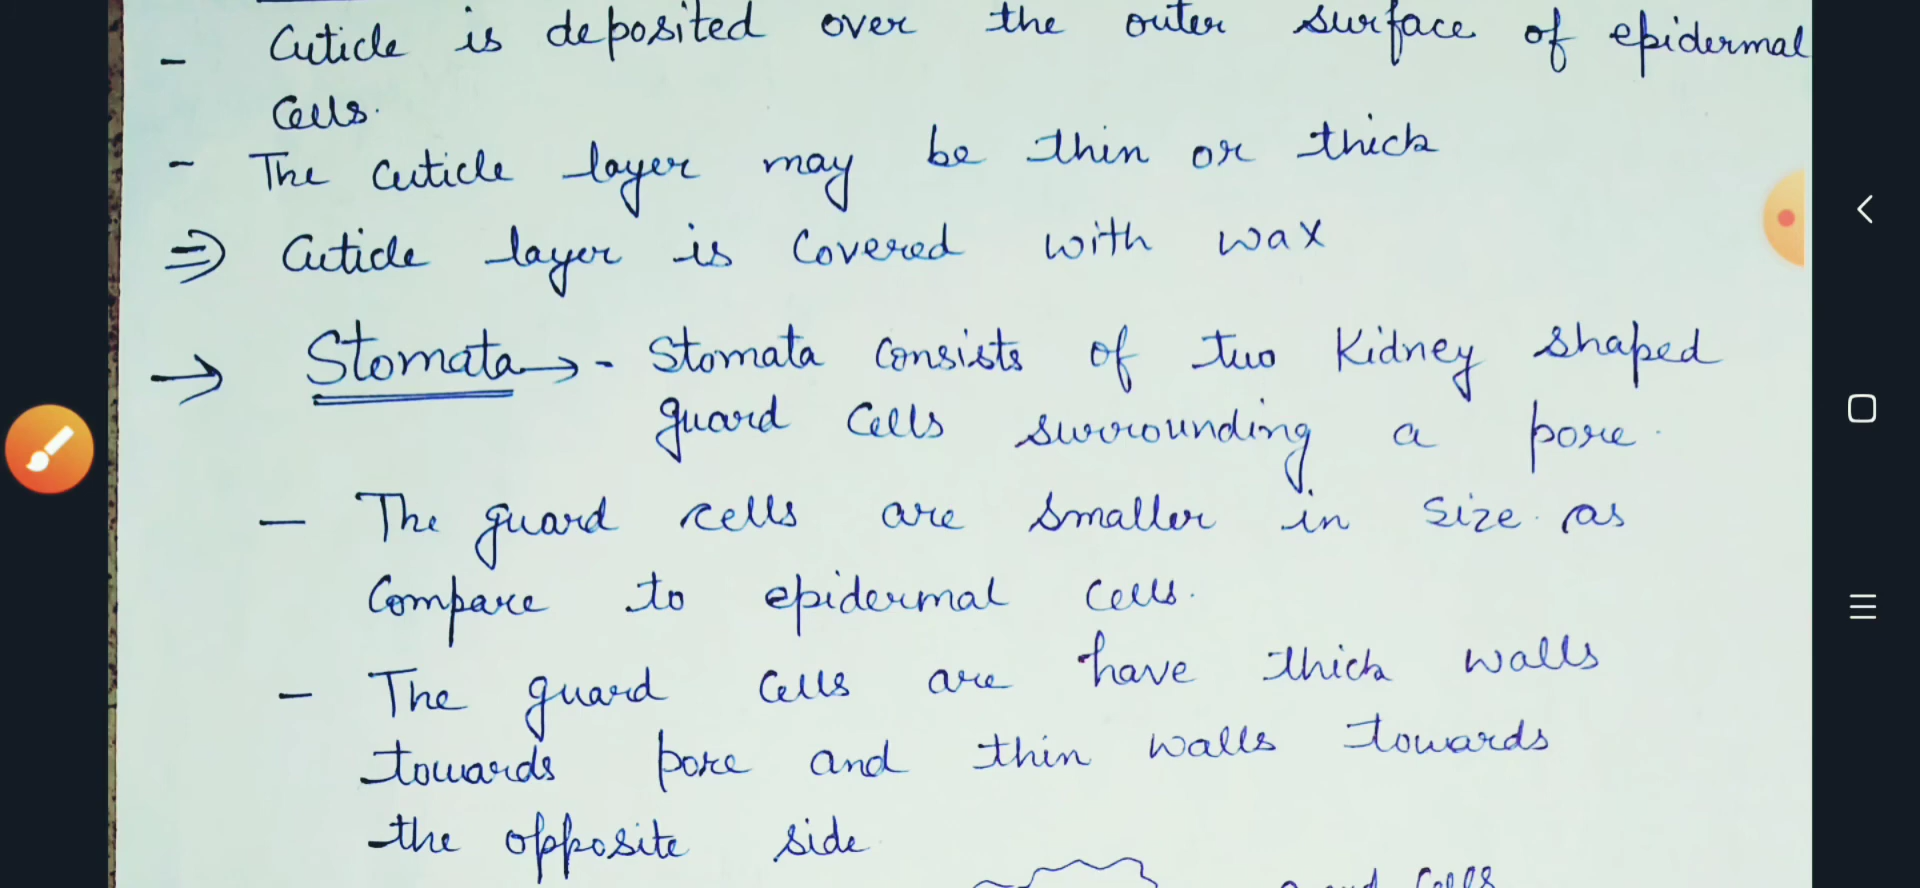 - Cuticle is deposited over the outer surface of epidermal
cells.
- The cuticle layer may be thin or thick
⇒ Cuticle layer is covered with wax
→ Stomata → - Stomata consists of two kidney shaped
guard cells surrounding a pore.
- The guard cells are smaller in size as
compare to epidermal cells.
- The guard cells are have thick walls
towards pore and thin walls towards
the opposite side
guard cells